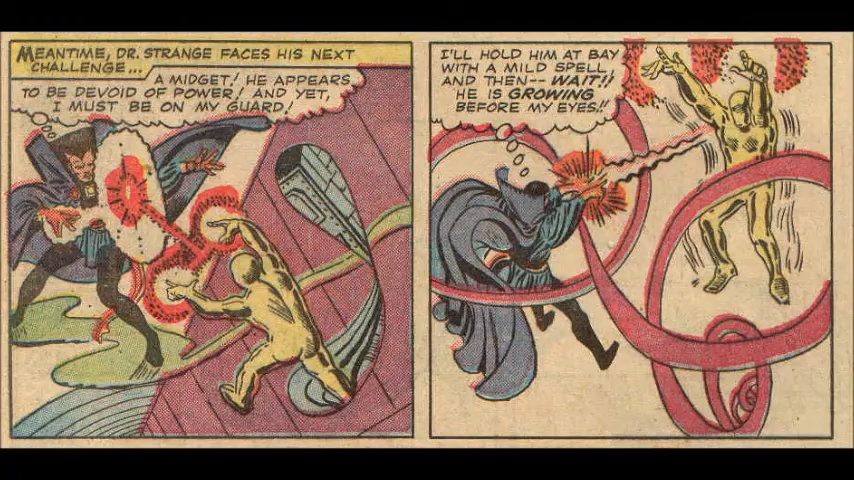 MEANTIME, DR. STRANGE FACES HIS NEXT
CHALLENGE...
A MIDGET! HE APPEARS
TO BE DEVOID OF POWER! AND YET,
I MUST BE ON MY GUARD!
I'LL HOLD HIM AT BAY
WITH A MILD SPELL,
AND THEN-- WAIT!!
HE IS GROWING
BEFORE MY EYES!!